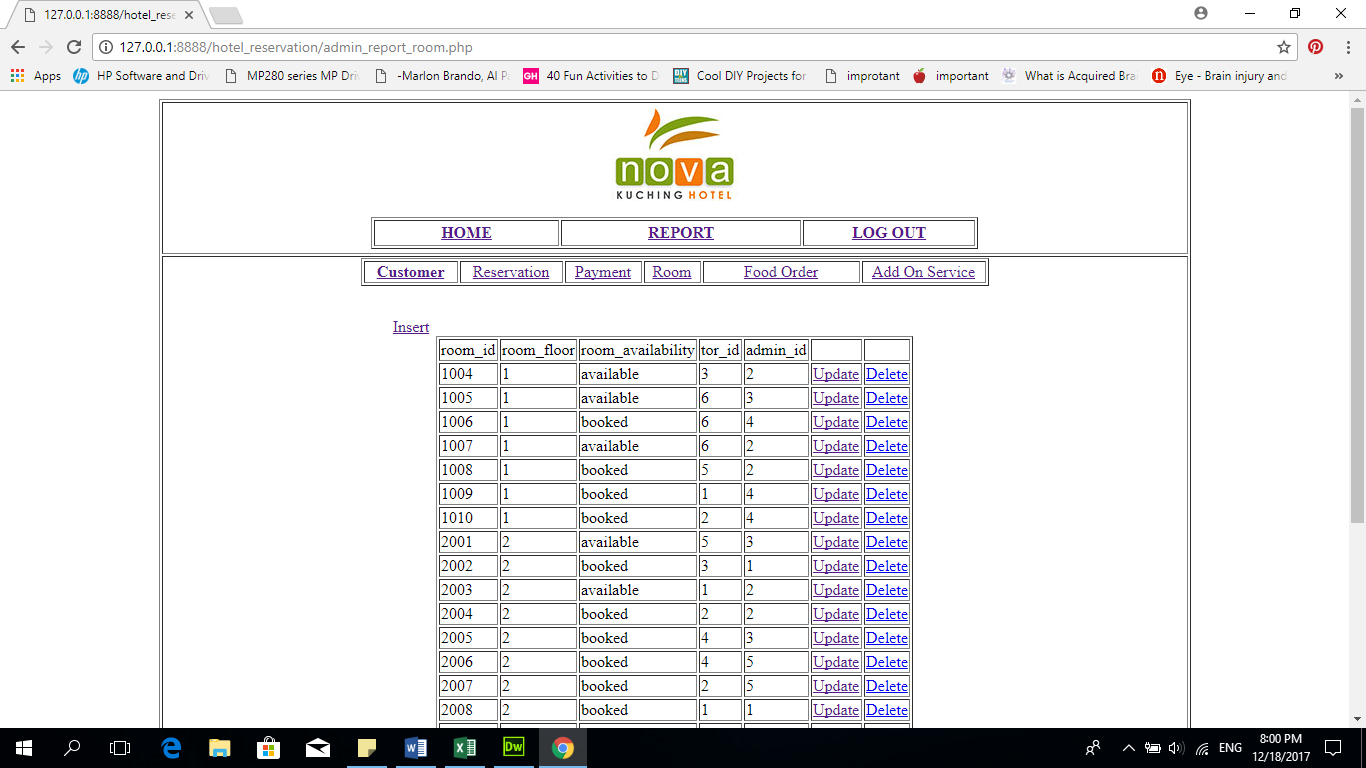 127.0.0.1:8888/hotel_rese
127.0.0.1:8888/hotel_reservation/admin_report_room.php
Apps HP Software and Driv MP280 series MP Driv -Marlon Brando, Al Pa GH 40 Fun Activities to D DIY Cool DIY Projects for improtant important What is Acquired Brai n Eye - Brain injury and »
nova
KUCHING HOTEL
HOME REPORT LOG OUT
Customer Reservation Payment Room Food Order Add On Service
Insert
room_id room_floor room_availability tor_id admin_id
1004 1 available 3 2 Update Delete
1005 1 available 6 3 Update Delete
1006 1 booked 6 4 Update Delete
1007 1 available 6 2 Update Delete
1008 1 booked 5 2 Update Delete
1009 1 booked 1 4 Update Delete
1010 1 booked 2 4 Update Delete
2001 2 available 5 3 Update Delete
2002 2 booked 3 1 Update Delete
2003 2 available 1 2 Update Delete
2004 2 booked 2 2 Update Delete
2005 2 booked 4 3 Update Delete
2006 2 booked 4 5 Update Delete
2007 2 booked 2 5 Update Delete
2008 2 booked 1 1 Update Delete
Dw ENG 8:00 PM
12/18/2017